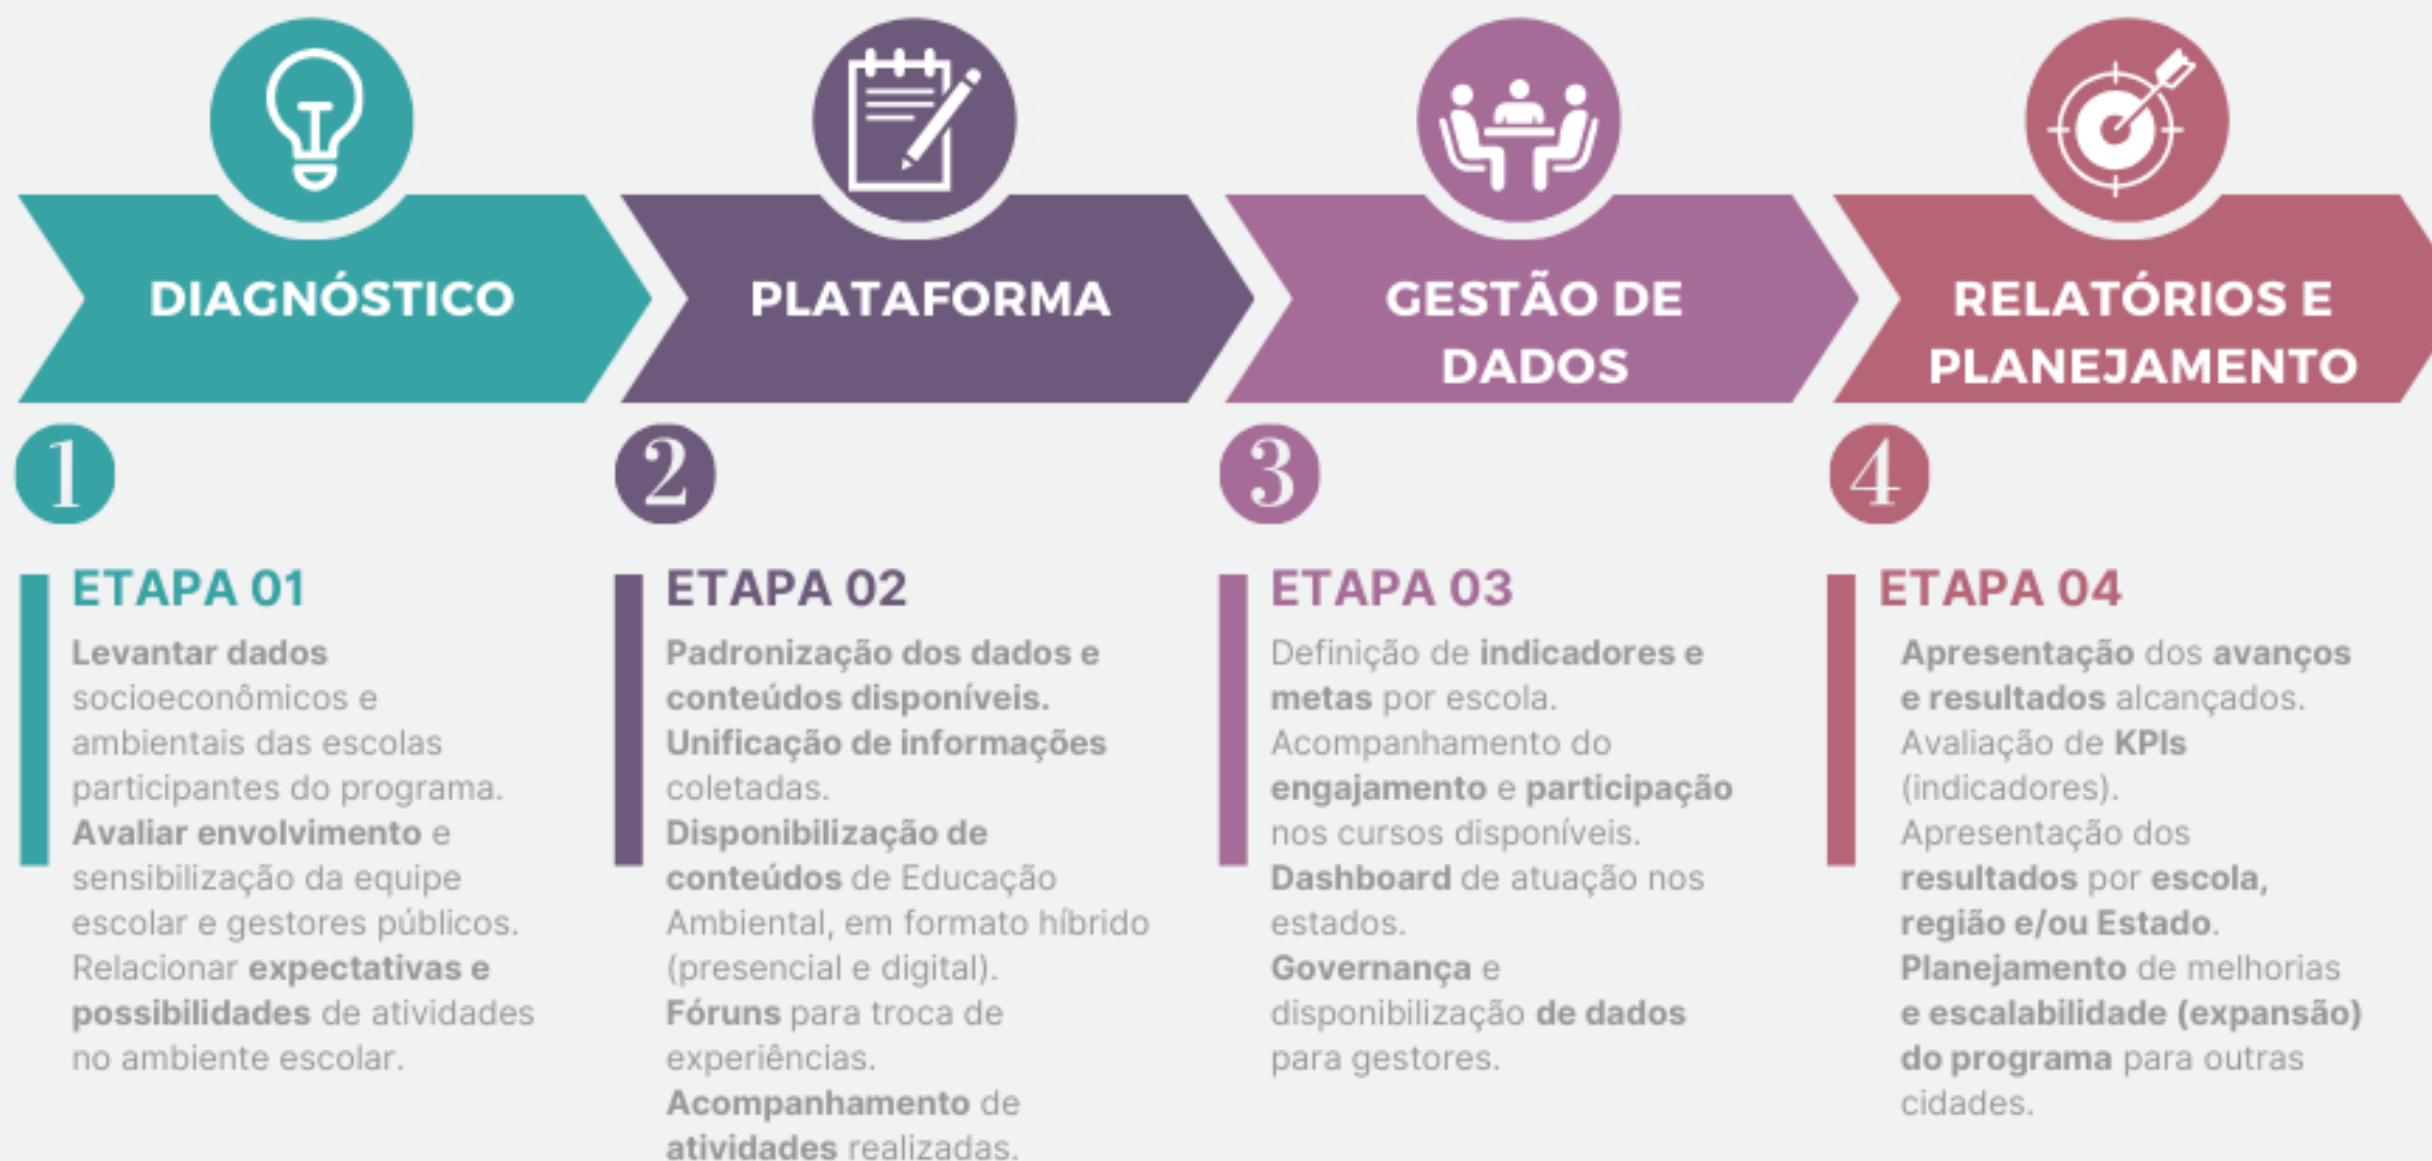 DIAGNÓSTICO
PLATAFORMA
GESTÃO DE
DADOS
RELATÓRIOS E
PLANEJAMENTO
1
2
3
4
ETAPA 01
Levantar dados
socioeconômicos e
ambientais das escolas
participantes do programa.
Avaliar envolvimento e
sensibilização da equipe
escolar e gestores públicos.
Relacionar expectativas e
possibilidades de atividades
no ambiente escolar.
ETAPA 02
Padronização dos dados e
conteúdos disponíveis.
Unificação de informações
coletadas.
Disponibilização de
conteúdos de Educação
Ambiental, em formato híbrido
(presencial e digital).
Fóruns para troca de
experiências.
Acompanhamento de
atividades realizadas.
ETAPA 03
Definição de indicadores e
metas por escola.
Acompanhamento do
engajamento e participação
nos cursos disponíveis.
Dashboard de atuação nos
estados.
Governança e
disponibilização de dados
para gestores.
ETAPA 04
Apresentação dos avanços
e resultados alcançados.
Avaliação de KPIs
(indicadores).
Apresentação dos
resultados por escola,
região e/ou Estado.
Planejamento de melhorias
e escalabilidade (expansão)
do programa para outras
cidades.